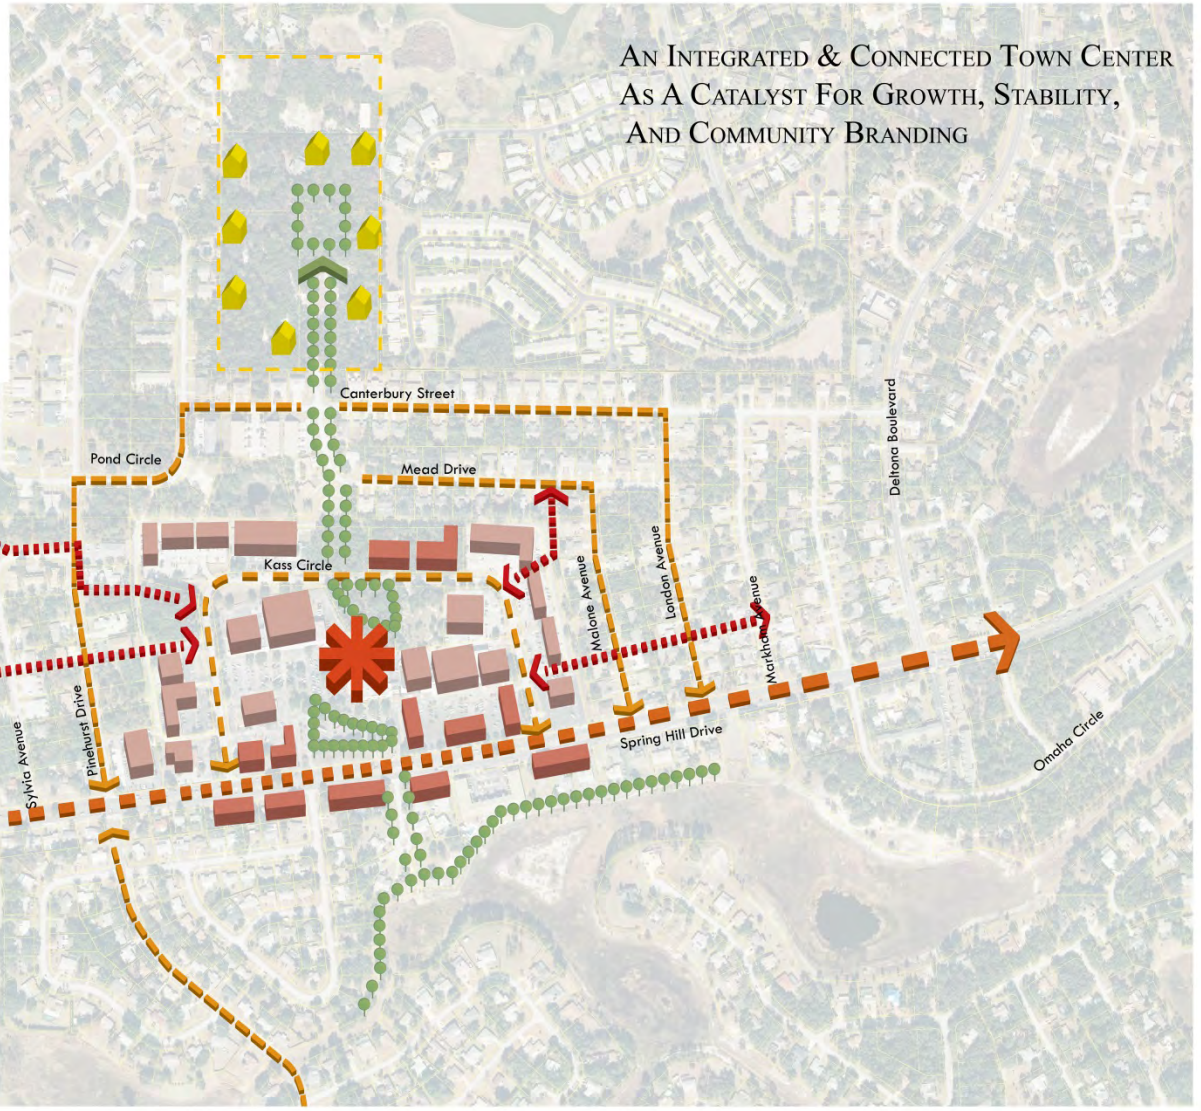 An Integrated & Connected Town Center
As A Catalyst For Growth, Stability,
And Community Branding
Canterbury Street
Deltona Boulevard
Pond Circle
Mead Drive
Kass Circle
Malone Avenue
London Avenue
Markham Avenue
Pinehurst Drive
Sylvia Avenue
Spring Hill Drive
Omaha Circle